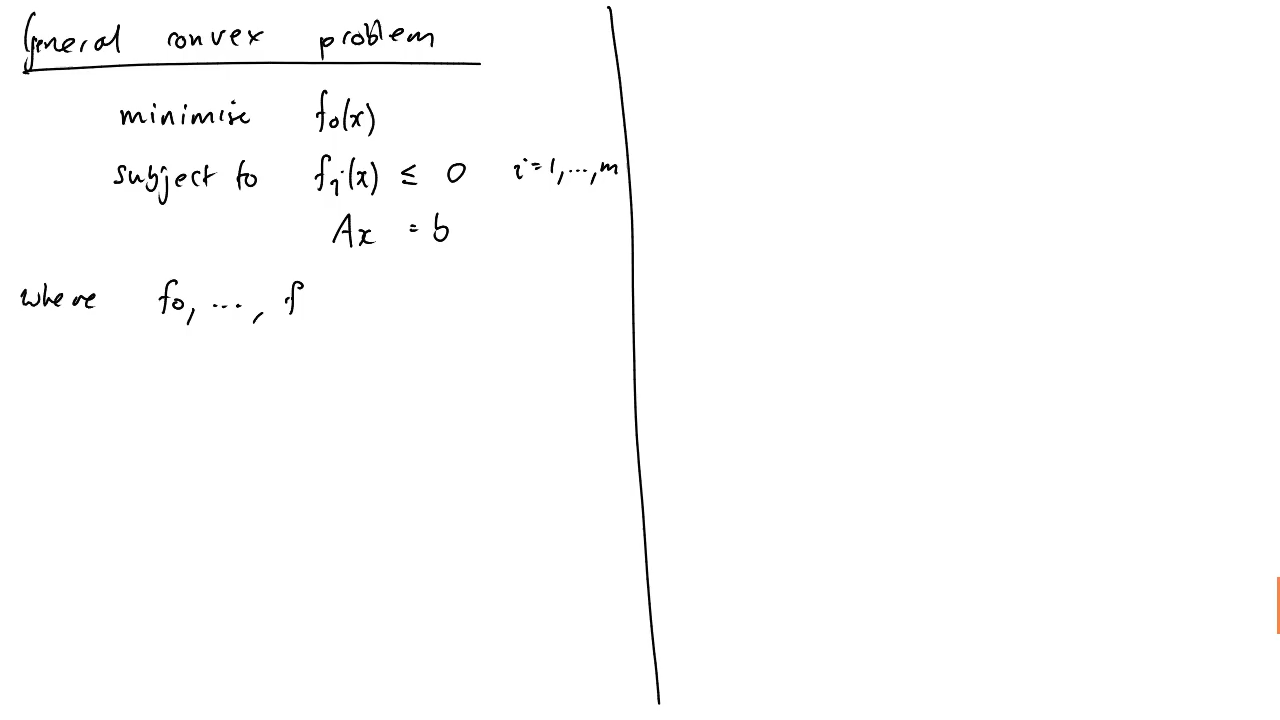 General convex problem
minimise f₀(x)
subject to fᵢ(x) ≤ 0 i=1,...,m
Ax = b
where f₀, ..., f